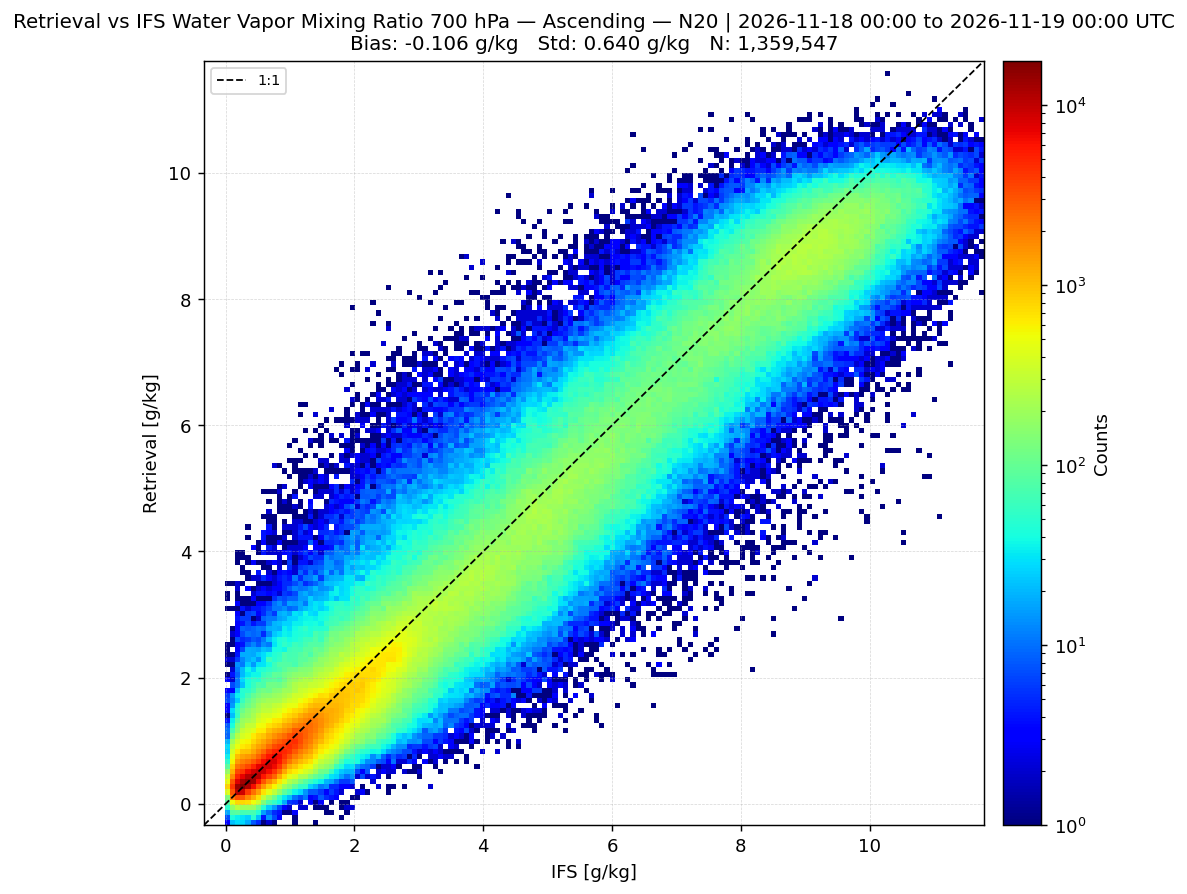 Retrieval vs IFS Water Vapor Mixing Ratio 700 hPa — Ascending — N20 | 2026-11-18 00:00 to 2026-11-19 00:00 UTC
Bias: -0.106 g/kg   Std: 0.640 g/kg   N: 1,359,547
1:1
Retrieval [g/kg]
10
8
6
4
2
0
0 2 4 6 8 10
IFS [g/kg]
10⁴
10³
10²
10¹
10⁰
Counts